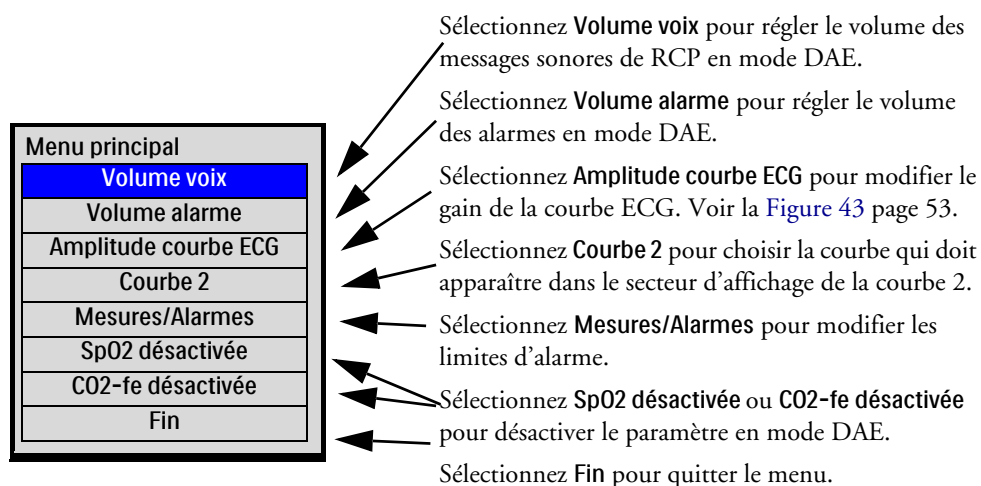 Menu principal
Volume voix
Volume alarme
Amplitude courbe ECG
Courbe 2
Mesures/Alarmes
SpO2 désactivée
CO2-fe désactivée
Fin
Sélectionnez Volume voix pour régler le volume des
messages sonores de RCP en mode DAE.
Sélectionnez Volume alarme pour régler le volume
des alarmes en mode DAE.
Sélectionnez Amplitude courbe ECG pour modifier le
gain de la courbe ECG. Voir la Figure 43 page 53.
Sélectionnez Courbe 2 pour choisir la courbe qui doit
apparaître dans le secteur d'affichage de la courbe 2.
Sélectionnez Mesures/Alarmes pour modifier les
limites d'alarme.
Sélectionnez SpO2 désactivée ou CO2-fe désactivée
pour désactiver le paramètre en mode DAE.
Sélectionnez Fin pour quitter le menu.